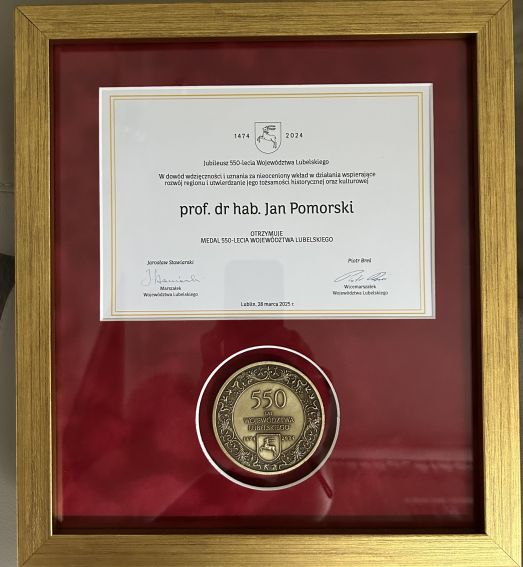 1474 2024
Jubileusz 550-lecia Województwa Lubelskiego
W dowód wdzięczności i uznania za nieoceniony wkład w działania wspierające
rozwój regionu i utwierdzanie jego tożsamości historycznej oraz kulturowej
prof. dr hab. Jan Pomorski
OTRZYMUJE
MEDAL 550-LECIA WOJEWÓDZTWA LUBELSKIEGO
Jarosław Stawiarski
Marszałek
Województwa Lubelskiego
Piotr Breś
Wicemarszałek
Województwa Lubelskiego
Lublin, 28 marca 2025 r.
550
LAT
WOJEWÓDZTWA
LUBELSKIEGO
1474 2024